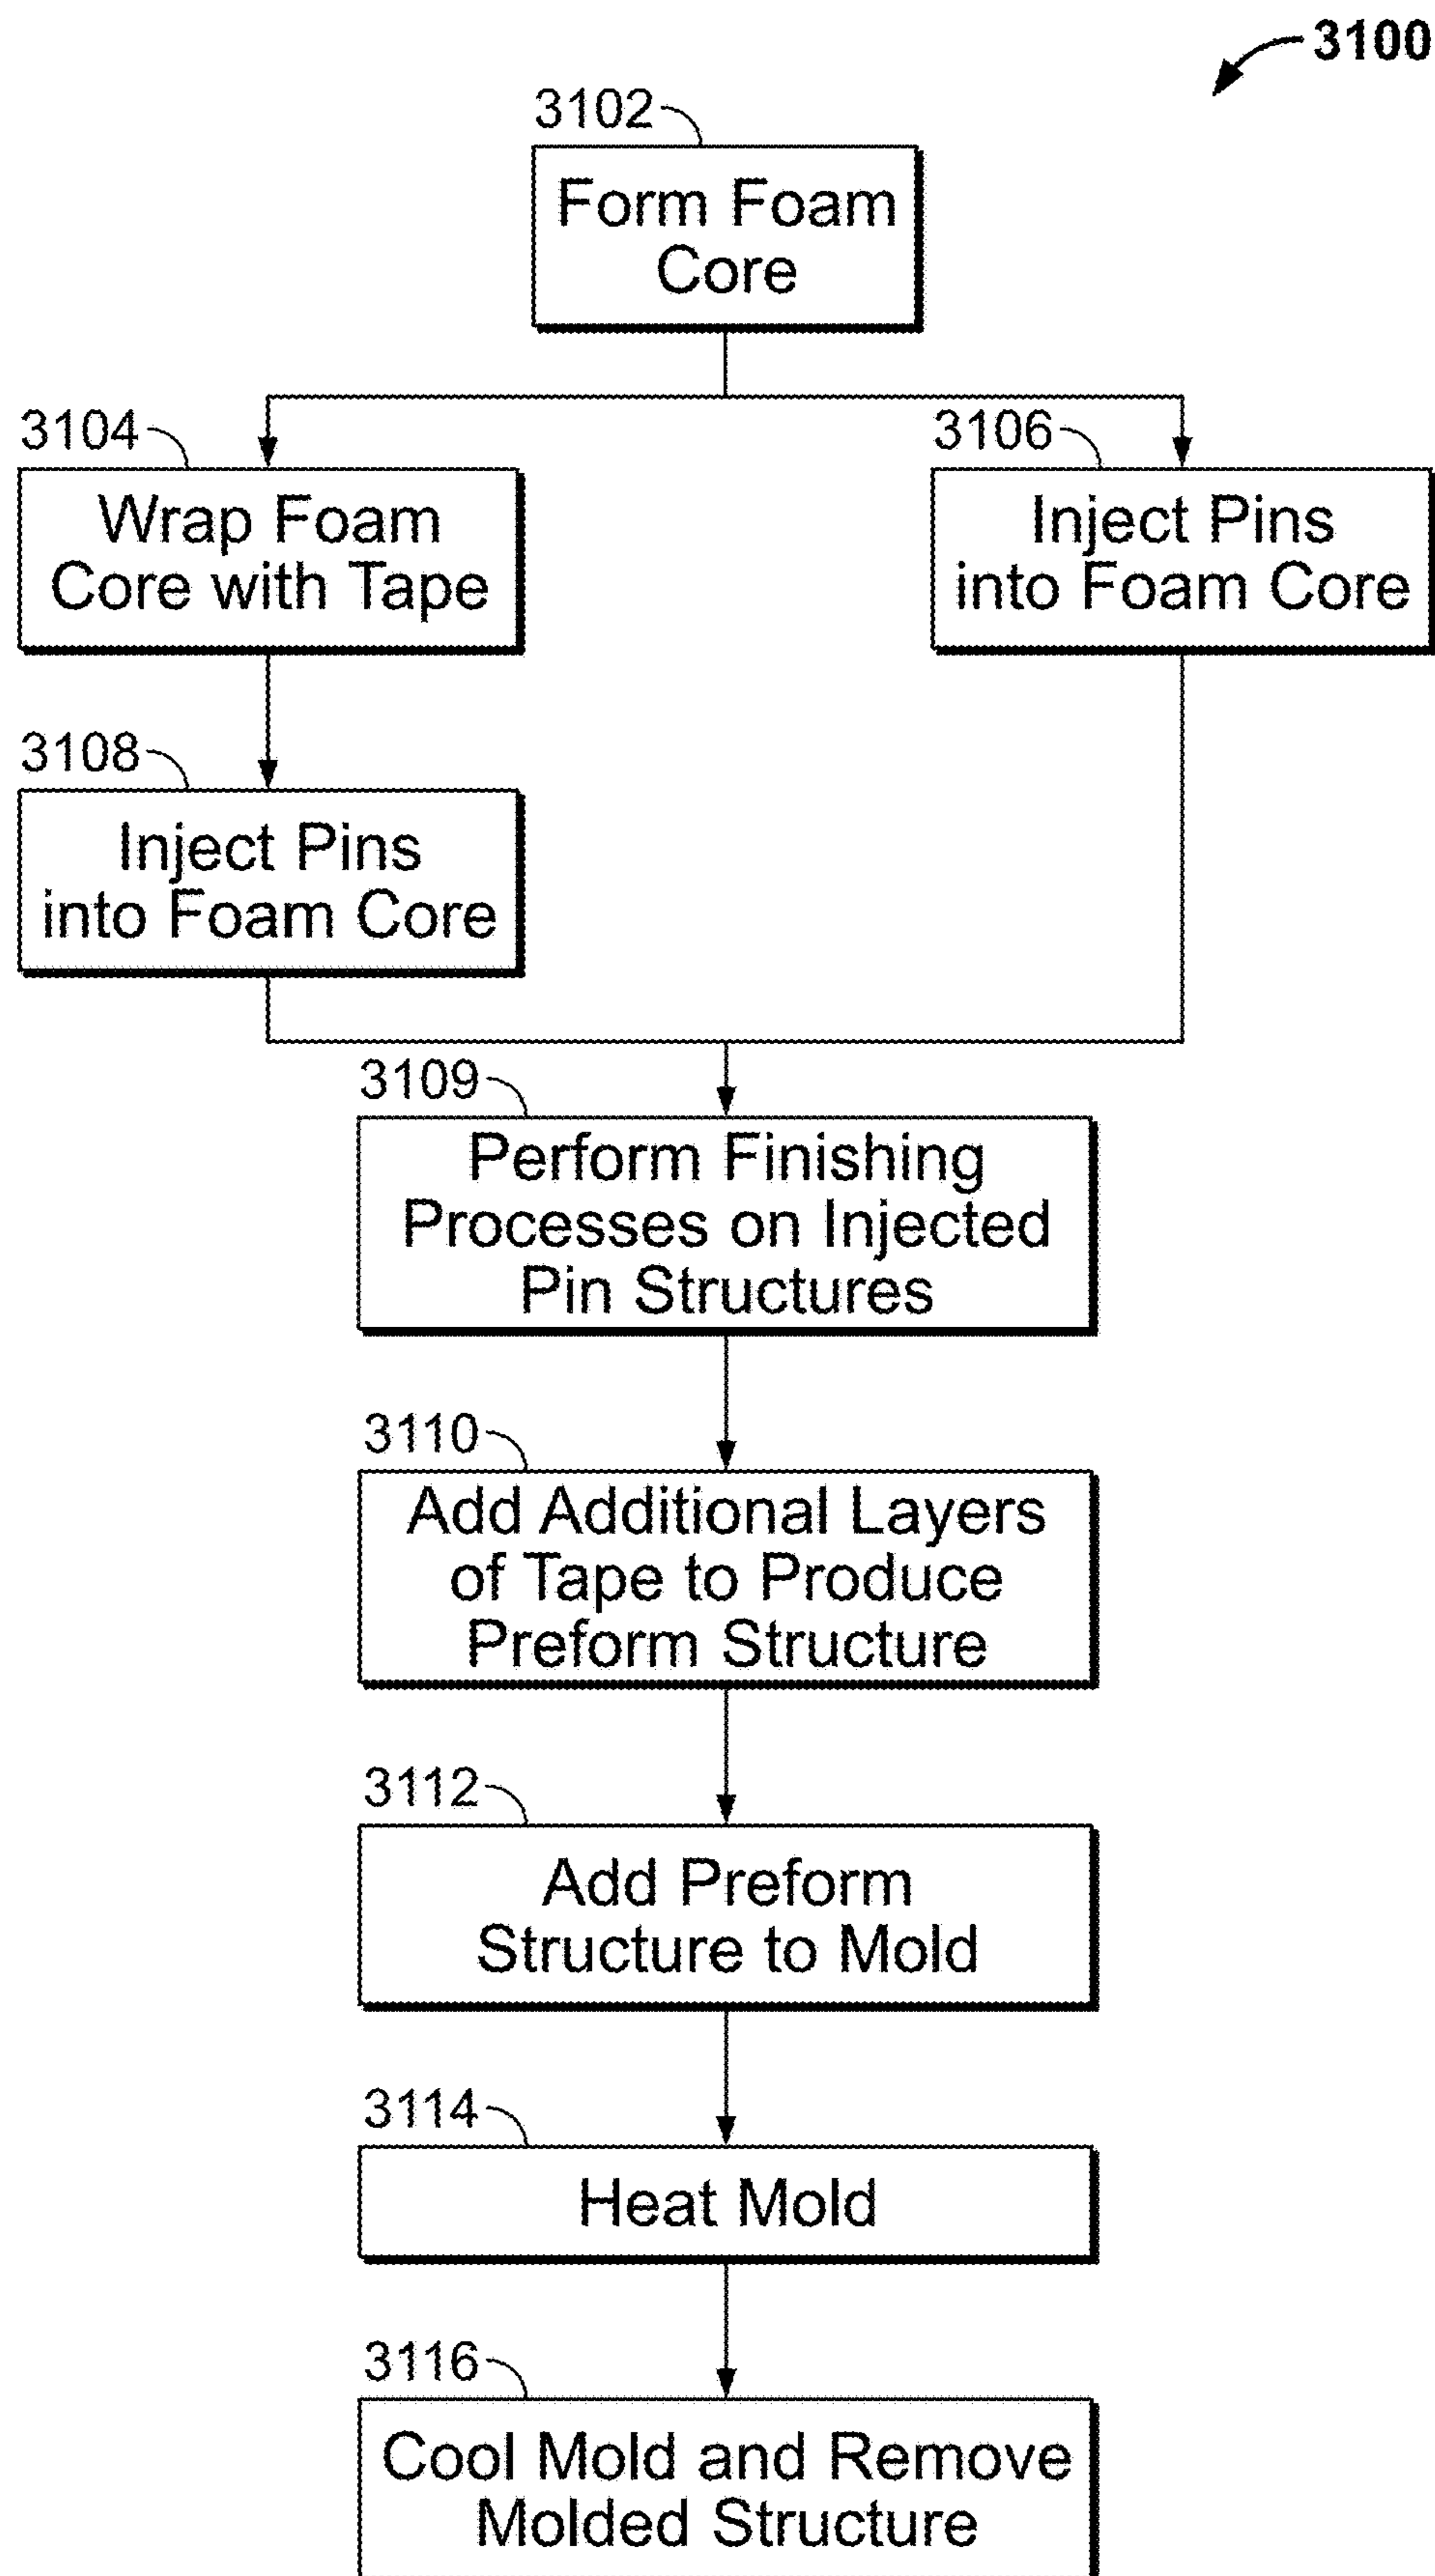 3100
3102
Form Foam
Core
3104
Wrap Foam
Core with Tape
3106
Inject Pins
into Foam Core
3108
Inject Pins
into Foam Core
3109
Perform Finishing
Processes on Injected
Pin Structures
3110
Add Additional Layers
of Tape to Produce
Preform Structure
3112
Add Preform
Structure to Mold
3114
Heat Mold
3116
Cool Mold and Remove
Molded Structure